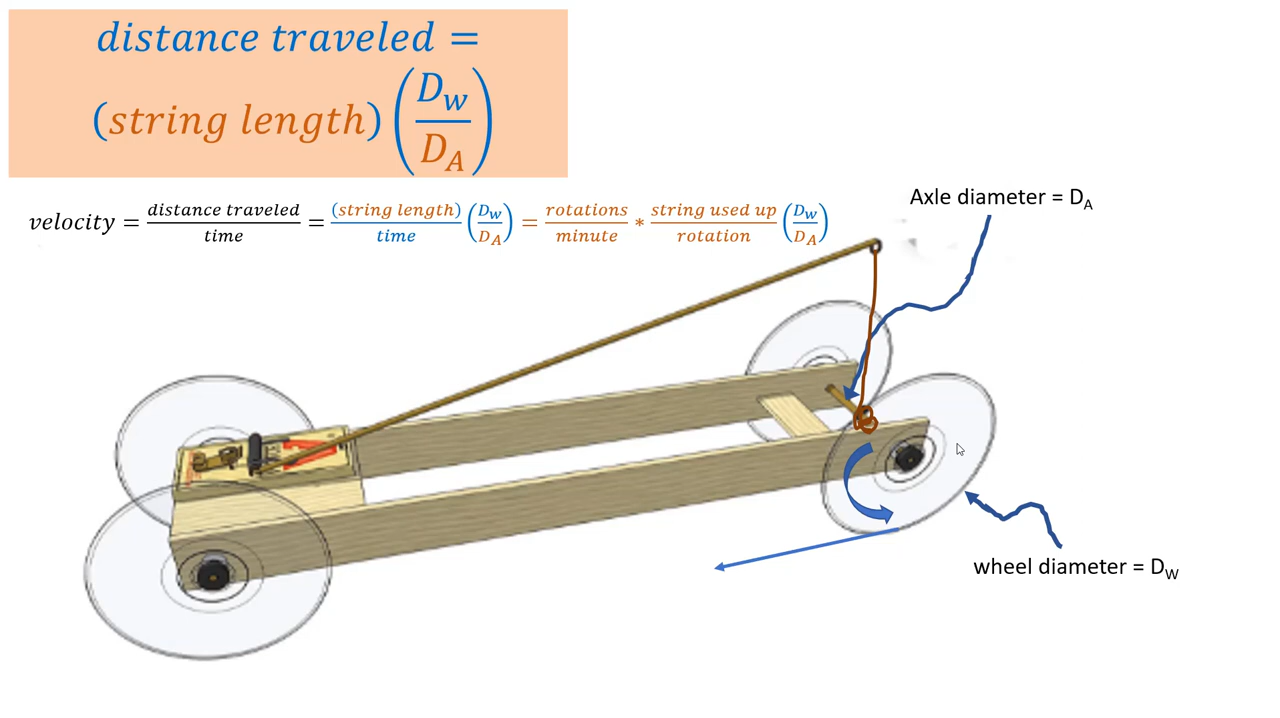 distance traveled =
(string length) (D_W / D_A)
velocity = distance traveled / time = (string length) / time (D_W / D_A) = rotations / minute * string used up / rotation (D_W / D_A)
Axle diameter = D_A
wheel diameter = D_W